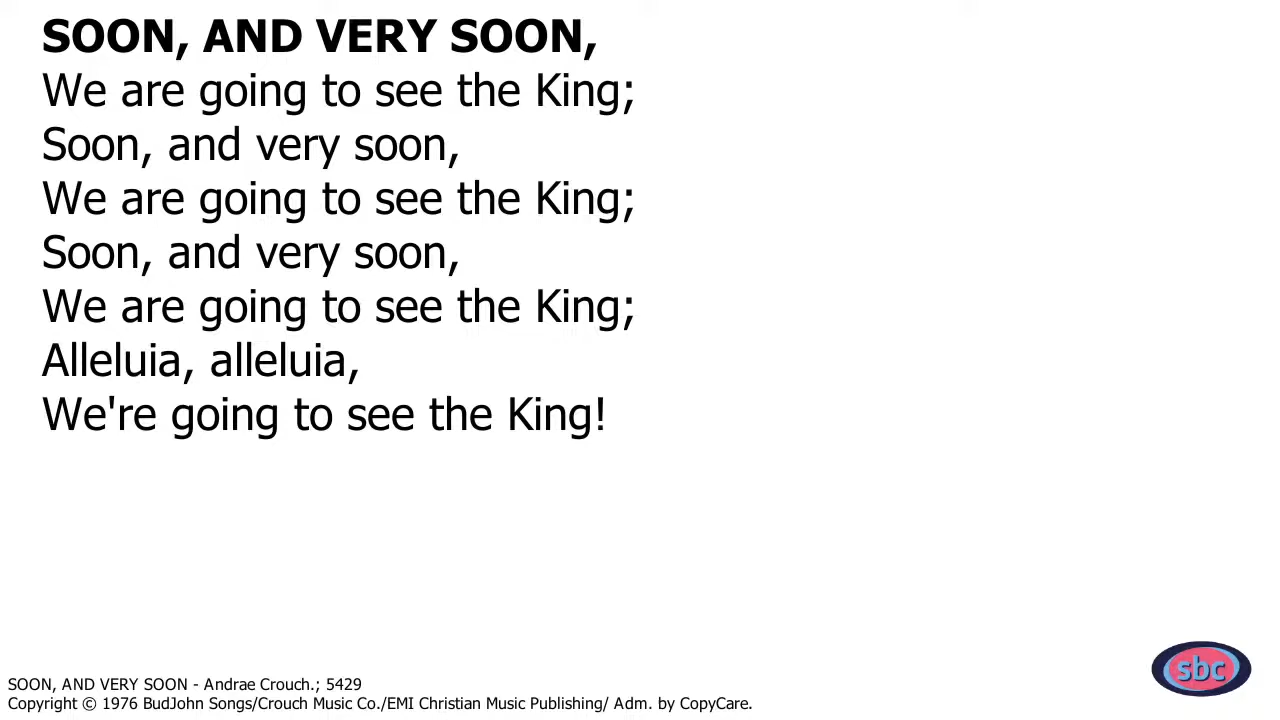 SOON, AND VERY SOON,
We are going to see the King;
Soon, and very soon,
We are going to see the King;
Soon, and very soon,
We are going to see the King;
Alleluia, alleluia,
We're going to see the King!
sbc
SOON, AND VERY SOON - Andrae Crouch.; 5429
Copyright © 1976 BudJohn Songs/Crouch Music Co./EMI Christian Music Publishing/ Adm. by CopyCare.